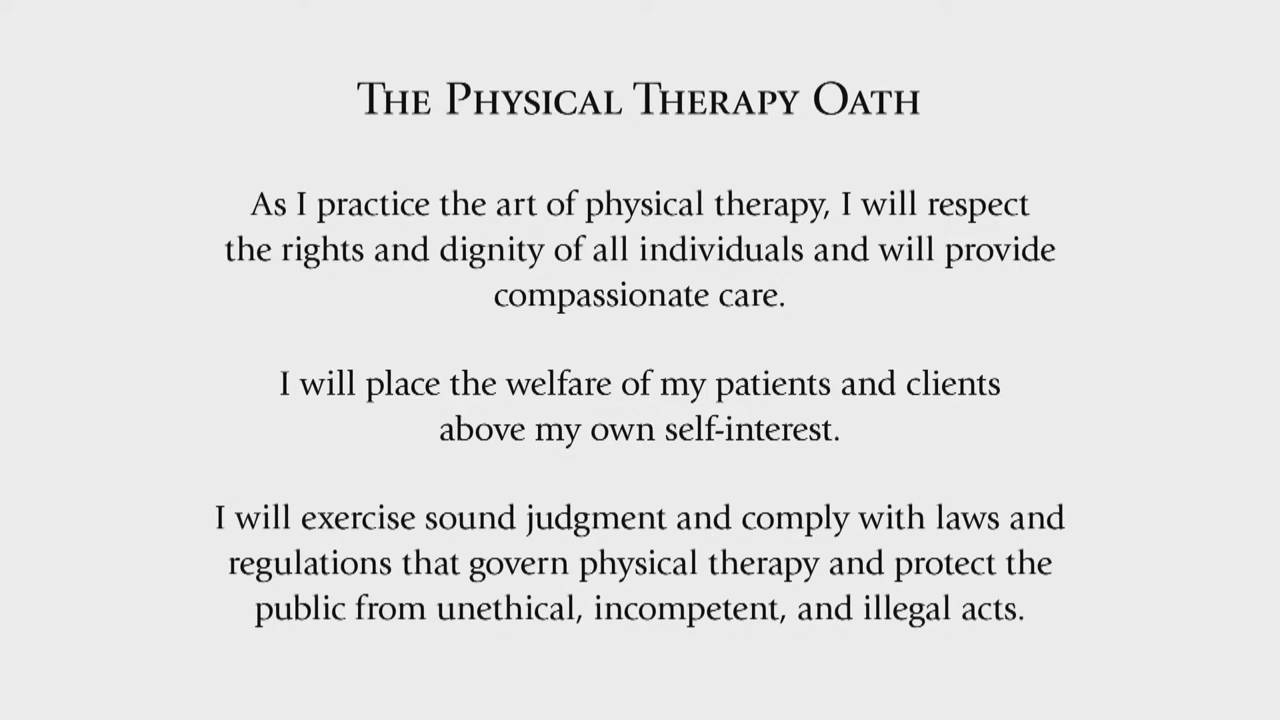 The Physical Therapy Oath
As I practice the art of physical therapy, I will respect
the rights and dignity of all individuals and will provide
compassionate care.
I will place the welfare of my patients and clients
above my own self-interest.
I will exercise sound judgment and comply with laws and
regulations that govern physical therapy and protect the
public from unethical, incompetent, and illegal acts.